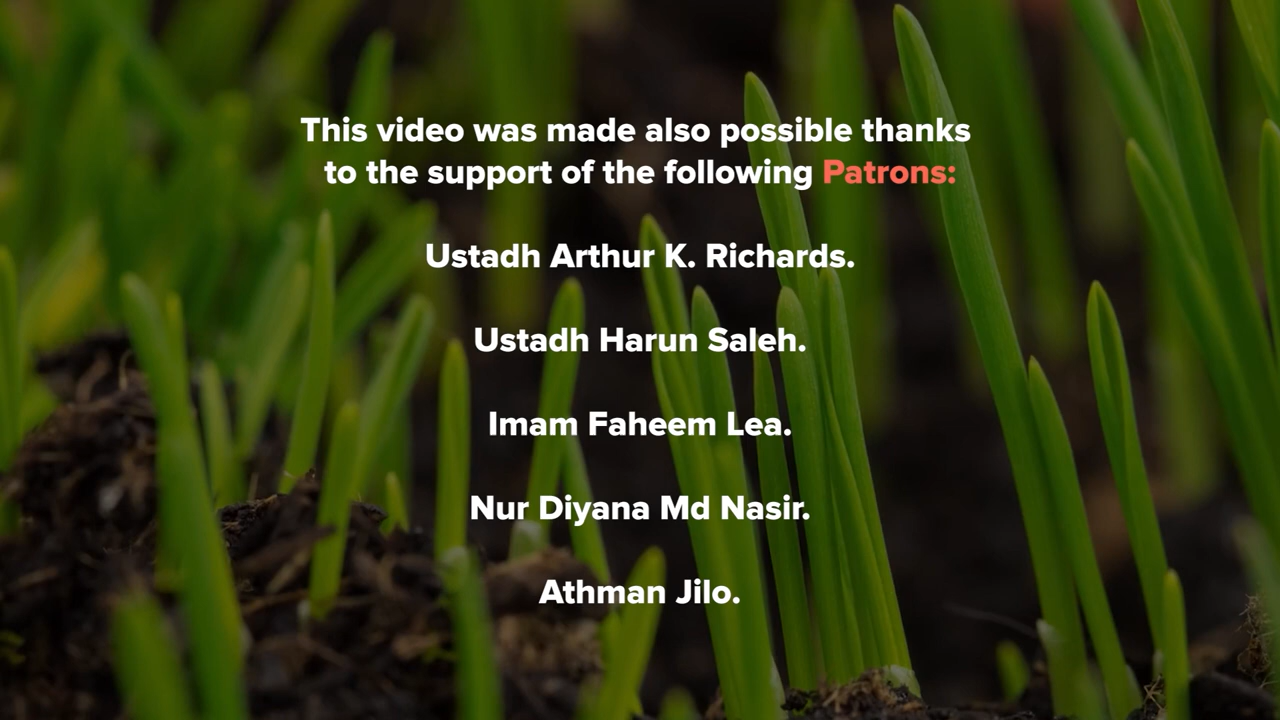 This video was made also possible thanks
to the support of the following Patrons:
Ustadh Arthur K. Richards.
Ustadh Harun Saleh.
Imam Faheem Lea.
Nur Diyana Md Nasir.
Athman Jilo.